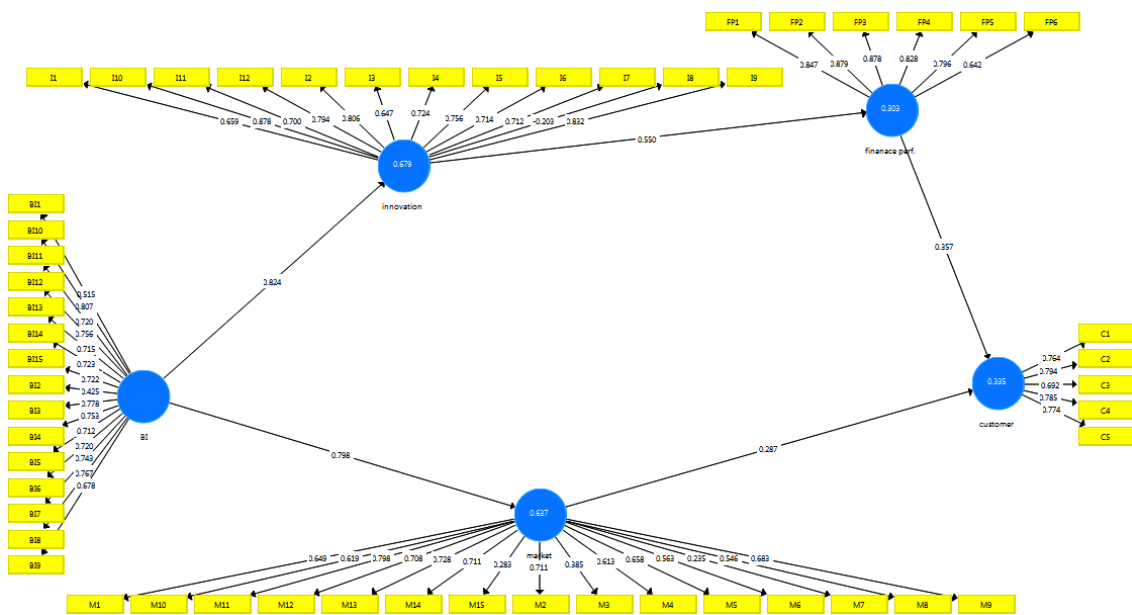 FP1 FP2 FP3 FP4 FP5 FP6
0.847 0.879 0.878 0.828 0.796 0.642
0.303
finanace perf.
I1 I10 I11 I12 I2 I3 I4 I5 I6 I7 I8 I9
0.659 0.878 0.700 0.794 0.806 0.647 0.724 0.756 0.714 0.712 -0.203 0.832
0.679
innovation
0.550
0.357
0.824
BI1
BI10
BI11
BI12
BI13
BI14
BI15
BI2
BI3
BI4
BI5
BI6
BI7
BI8
BI9
0.515
0.807
0.720
0.756
0.715
0.723
0.722
0.425
0.778
0.753
0.712
0.720
0.743
0.767
0.678
BI
0.798
0.287
0.335
customer
0.764
0.794
0.692
0.785
0.774
C1
C2
C3
C4
C5
0.637
market
0.649 0.619 0.798 0.708 0.728 0.711 0.283 0.711 0.385 0.613 0.658 0.563 0.235 0.546 0.683
M1 M10 M11 M12 M13 M14 M15 M2 M3 M4 M5 M6 M7 M8 M9